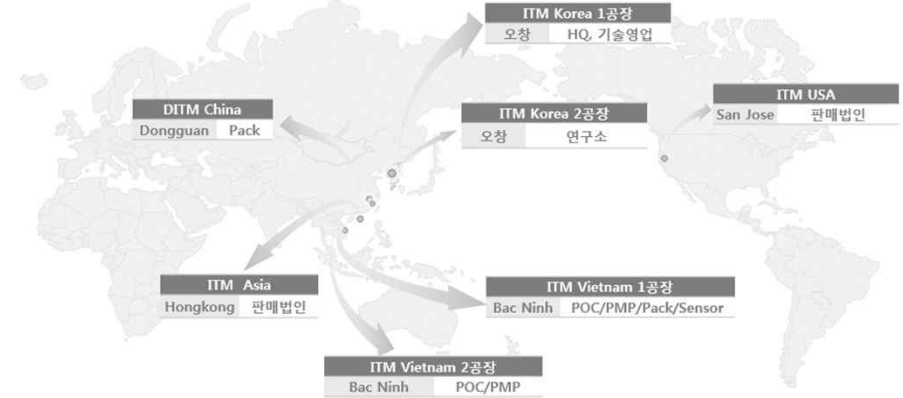 ITM Korea 1공장
오창 HQ, 기술영업
ITM USA
San Jose 판매법인
DITM China
Dongguan Pack
ITM Korea 2공장
오창 연구소
ITM Asia
Hongkong 판매법인
ITM Vietnam 1공장
Bac Ninh POC/PMP/Pack/Sensor
ITM Vietnam 2공장
Bac Ninh POC/PMP